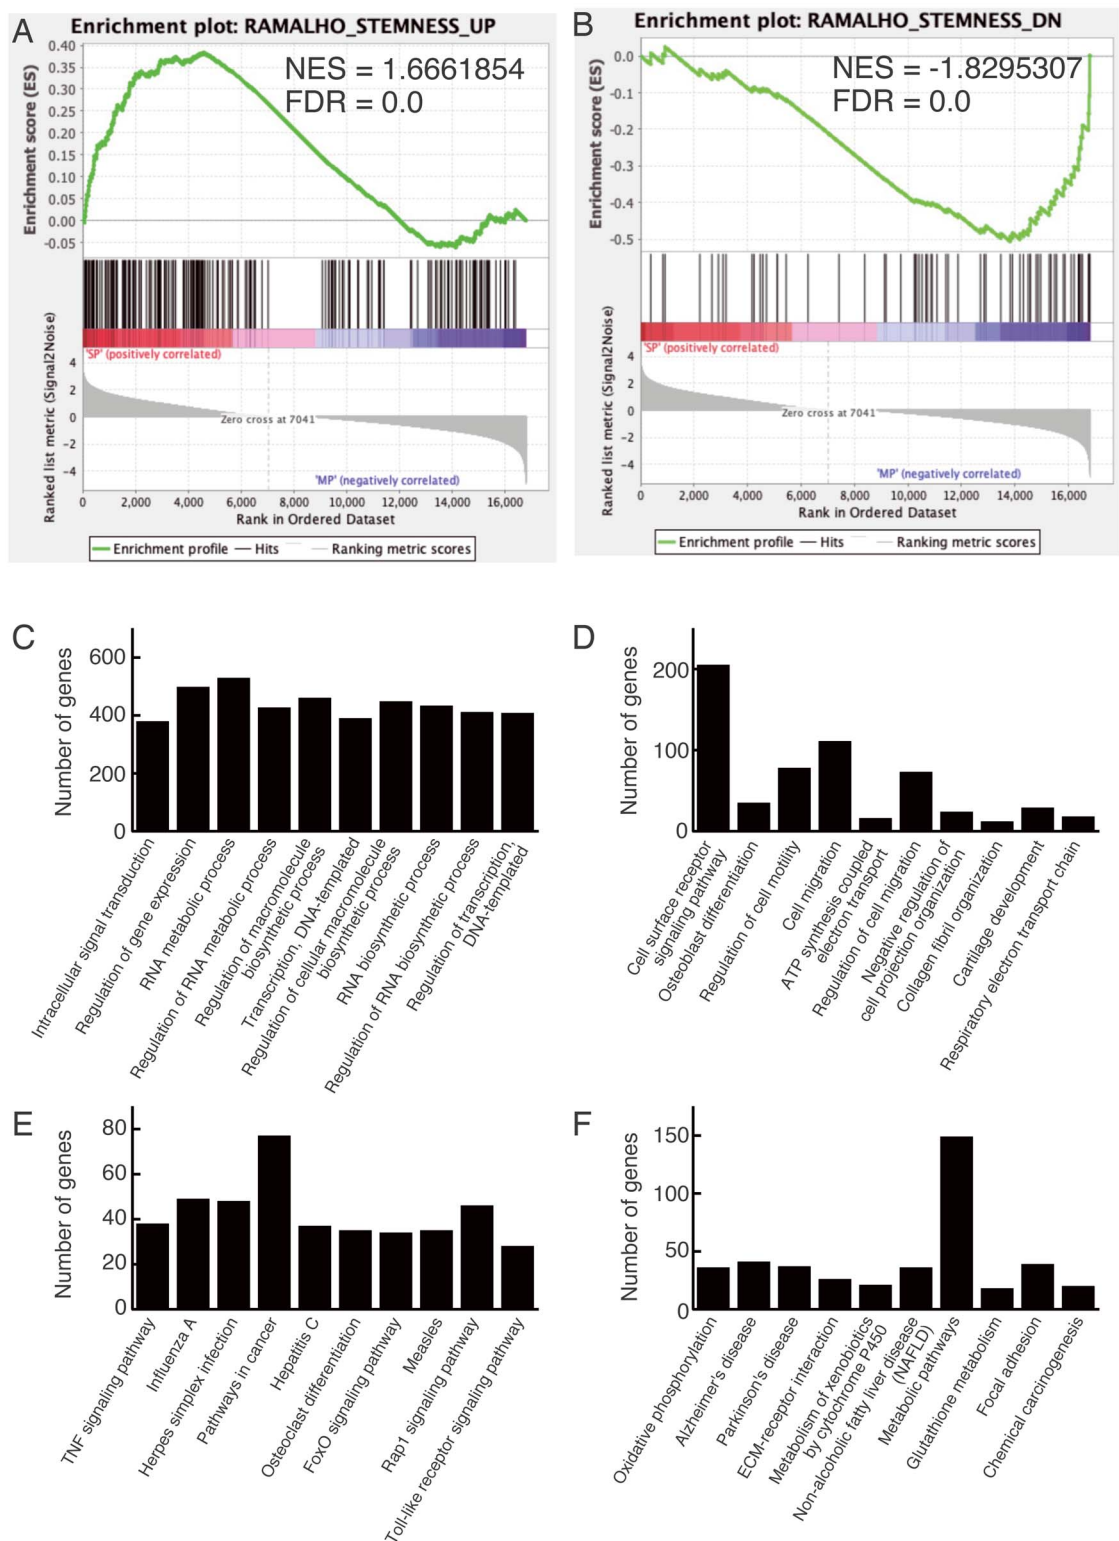 A
Enrichment plot: RAMALHO_STEMNESS_UP
NES = 1.6661854
FDR = 0.0
Enrichment score (ES)
0.40
0.35
0.30
0.25
0.20
0.15
0.10
0.05
0.00
-0.05
'SP' (positively correlated)
Ranked list metric (Signal2Noise)
4
2
0
-2
-4
Zero cross at 7041
'MP' (negatively correlated)
0 2,000 4,000 6,000 8,000 10,000 12,000 14,000 16,000
Rank in Ordered Dataset
Enrichment profile Hits Ranking metric scores
B
Enrichment plot: RAMALHO_STEMNESS_DN
NES = -1.8295307
FDR = 0.0
Enrichment score (ES)
0.0
-0.1
-0.2
-0.3
-0.4
-0.5
'SP' (positively correlated)
Ranked list metric (Signal2Noise)
4
2
0
-2
-4
Zero cross at 7041
'MP' (negatively correlated)
0 2,000 4,000 6,000 8,000 10,000 12,000 14,000 16,000
Rank in Ordered Dataset
Enrichment profile Hits Ranking metric scores
C
Number of genes
600
400
200
0
Intracellular signal transduction
Regulation of gene expression
RNA metabolic process
Regulation of RNA metabolic process
Regulation of macromolecule
biosynthetic process
Transcription, DNA-templated
Regulation of cellular macromolecule
biosynthetic process
RNA biosynthetic process
Regulation of RNA biosynthetic process
Regulation of transcription,
DNA-templated
D
Number of genes
200
100
0
Cell surface receptor
signaling pathway
Osteoblast differentiation
Regulation of cell motility
Cell migration
ATP synthesis coupled
electron transport
Regulation of cell migration
Negative regulation of
cell projection organization
Collagen fibril organization
Cartilage development
Respiratory electron transport chain
E
Number of genes
80
60
40
20
0
TNF signaling pathway
Influenza A
Herpes simplex infection
Pathways in cancer
Hepatitis C
Osteoclast differentiation
FoxO signaling pathway
Measles
Rap1 signaling pathway
Toll-like receptor signaling pathway
F
Number of genes
150
100
50
0
Oxidative phosphorylation
Alzheimer's disease
Parkinson's disease
ECM-receptor interaction
Metabolism of xenobiotics
by cytochrome P450
Non-alcoholic fatty liver disease
(NAFLD)
Metabolic pathways
Glutathione metabolism
Focal adhesion
Chemical carcinogenesis